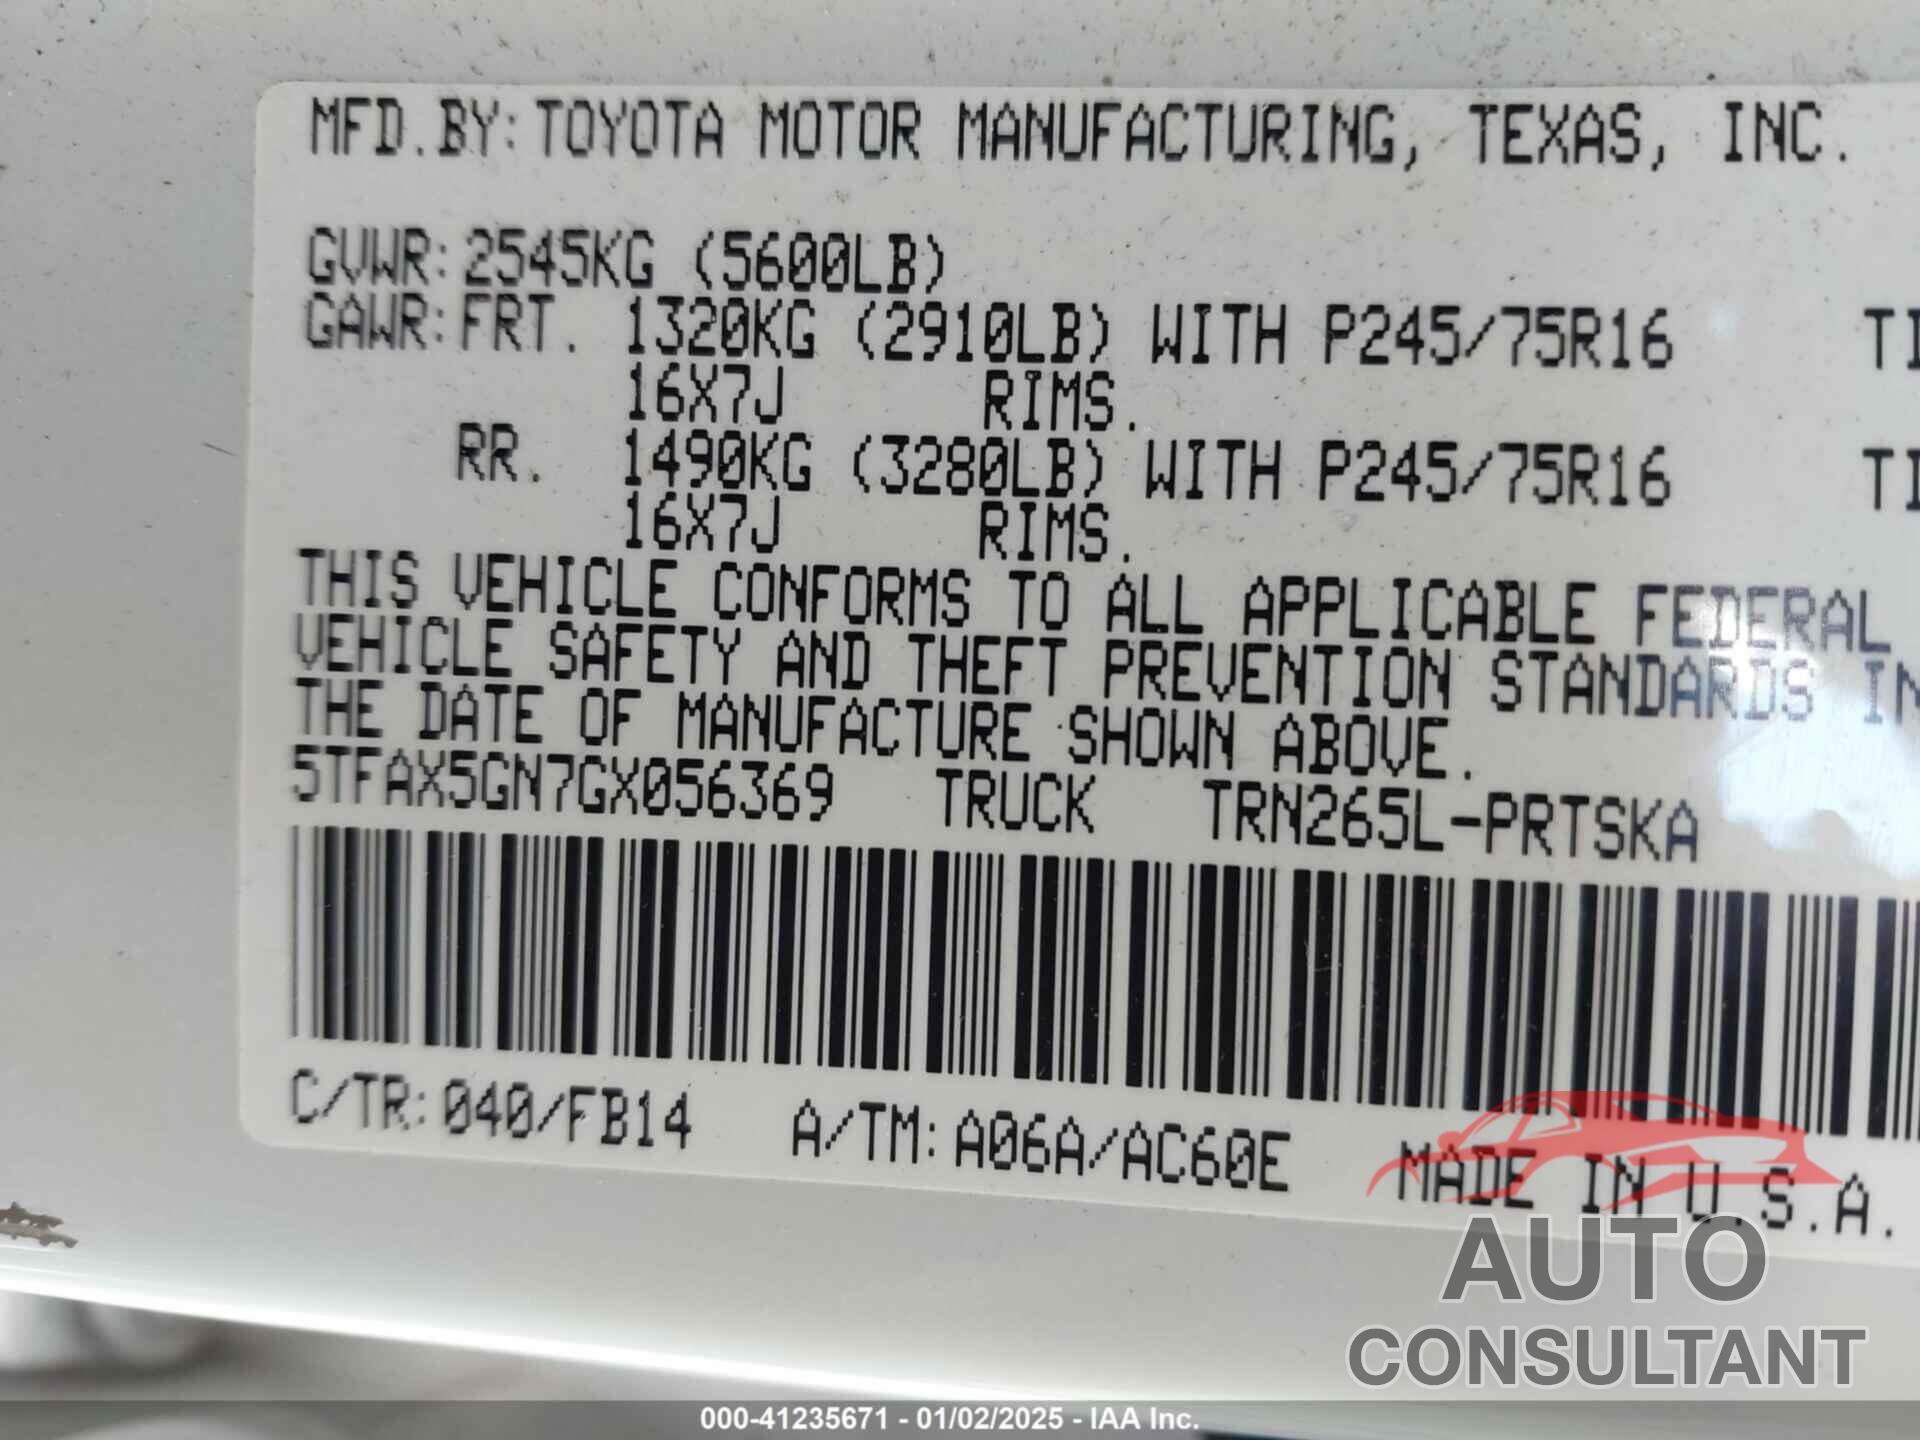 MFD.BY:TOYOTA MOTOR MANUFACTURING, TEXAS, INC.
GVWR:2545KG (5600LB)
GAWR:FRT. 1320KG (2910LB) WITH P245/75R16 TI
16X7J RIMS.
RR. 1490KG (3280LB) WITH P245/75R16 TI
16X7J RIMS.
THIS VEHICLE CONFORMS TO ALL APPLICABLE FEDERAL
VEHICLE SAFETY AND THEFT PREVENTION STANDARDS IN
THE DATE OF MANUFACTURE SHOWN ABOVE.
5TFAX5GN7GX056369 TRUCK TRN265L-PRTSKA
C/TR:040/FB14 A/TM:A06A/AC60E MADE IN U.S.A.
AUTO
CONSULTANT
000-41235671 - 01/02/2025 - IAA Inc.